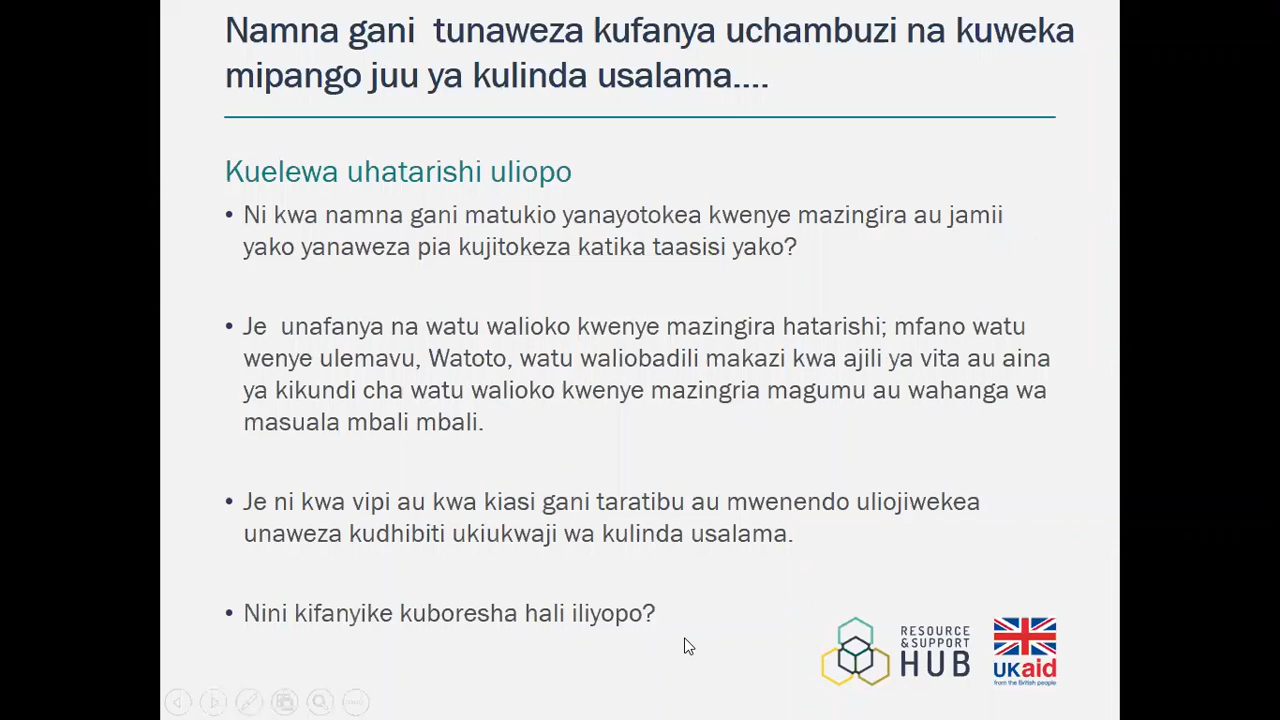 Namna gani  tunaweza kufanya uchambuzi na kuweka
mipango juu ya kulinda usalama....
Kuelewa uhatarishi uliopo
• Ni kwa namna gani matukio yanayotokea kwenye mazingira au jamii
yako yanaweza pia kujitokeza katika taasisi yako?
• Je  unafanya na watu walioko kwenye mazingira hatarishi; mfano watu
wenye ulemavu, Watoto, watu waliobadili makazi kwa ajili ya vita au aina
ya kikundi cha watu walioko kwenye mazingria magumu au wahanga wa
masuala mbali mbali.
• Je ni kwa vipi au kwa kiasi gani taratibu au mwenendo uliojiwekea
unaweza kudhibiti ukiukwaji wa kulinda usalama.
• Nini kifanyike kuboresha hali iliyopo?
RESOURCE
&SUPPORT
HUB
UKaid
from the British people